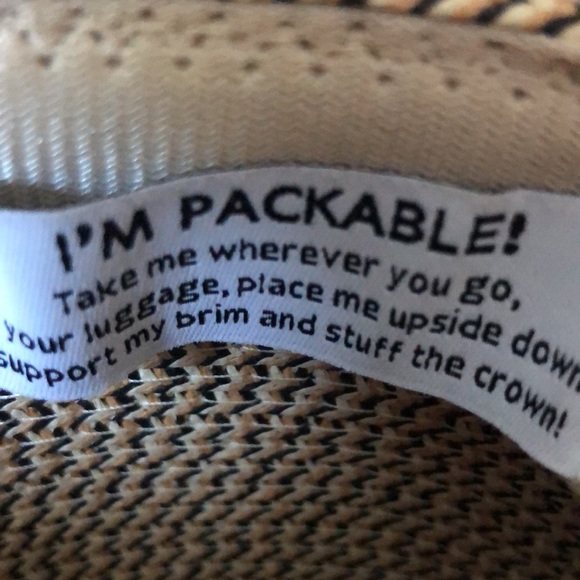 I'M PACKABLE!
Take me wherever you go,
your luggage, place me upside down
support my brim and stuff the crown!